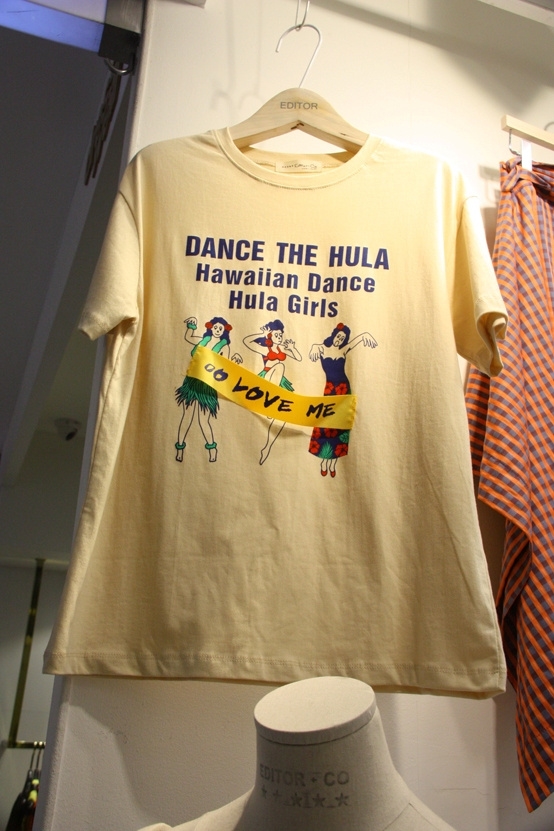 EDITOR
DANCE THE HULA
Hawaiian Dance
Hula Girls
LOVE ME
EDITOR + CO